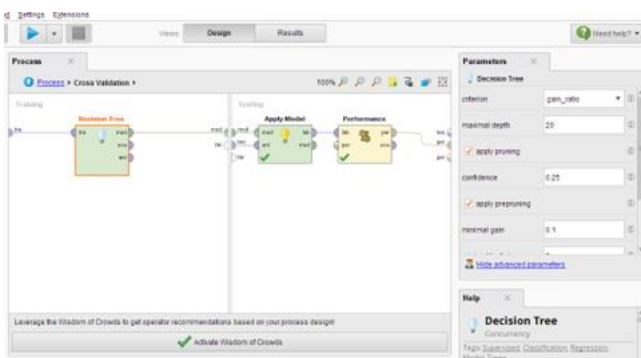 Settings Extensions
Views: Design Results Need help?
Process
Parameters
Process Cross Validation
100%
Decision Tree
Training
Testing
criterion gain_ratio
Decision Tree
Apply Model
Performance
maximal depth 20
apply pruning
confidence 0.25
apply prepruning
minimal gain 0.1
Hide advanced parameters
Leverage the Wisdom of Crowds to get operator recommendations based on your process design!
Activate Wisdom of Crowds
Help
Decision Tree
Concurrency
Tags: Supervised, Classification, Regression,